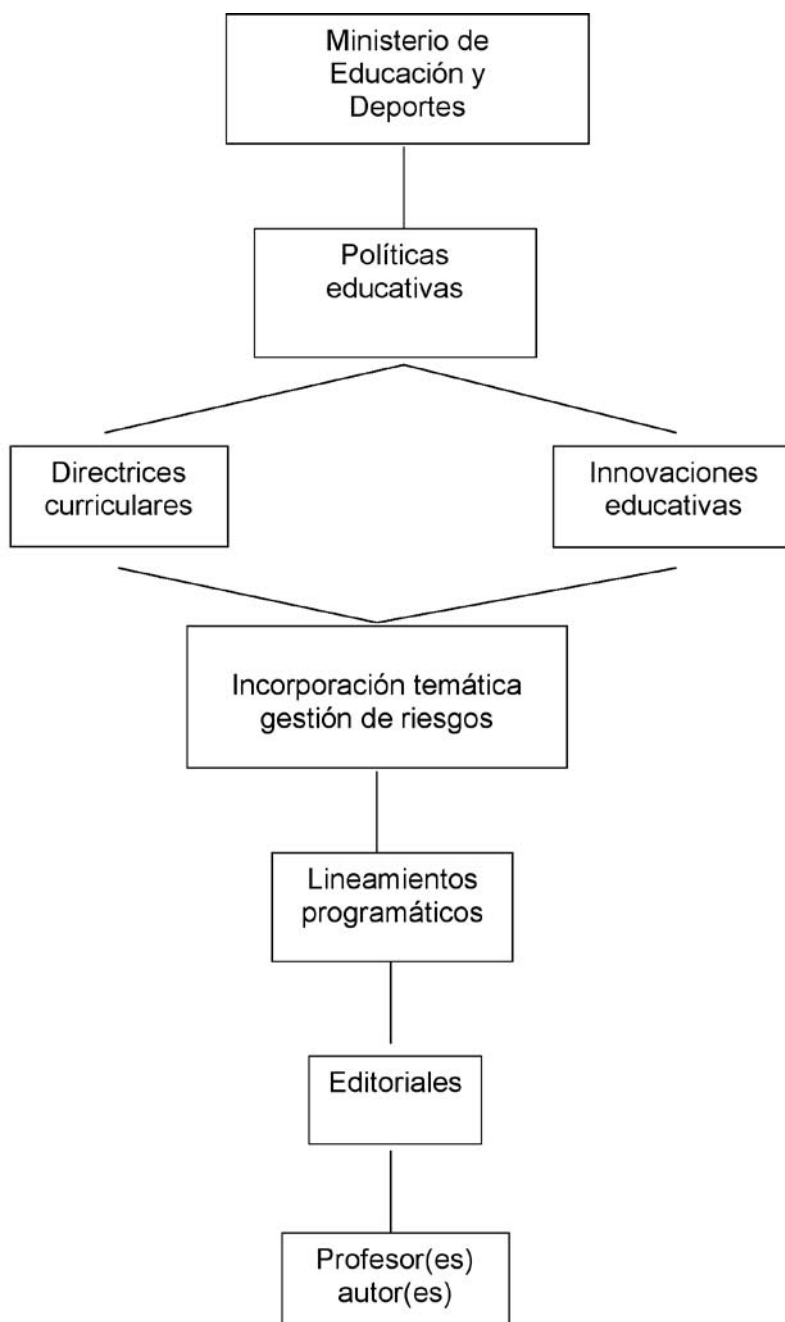 Ministerio de
Educación y
Deportes
Políticas
educativas
Directrices
curriculares
Innovaciones
educativas
Incorporación temática
gestión de riesgos
Lineamientos
programáticos
Editoriales
Profesor(es)
autor(es)